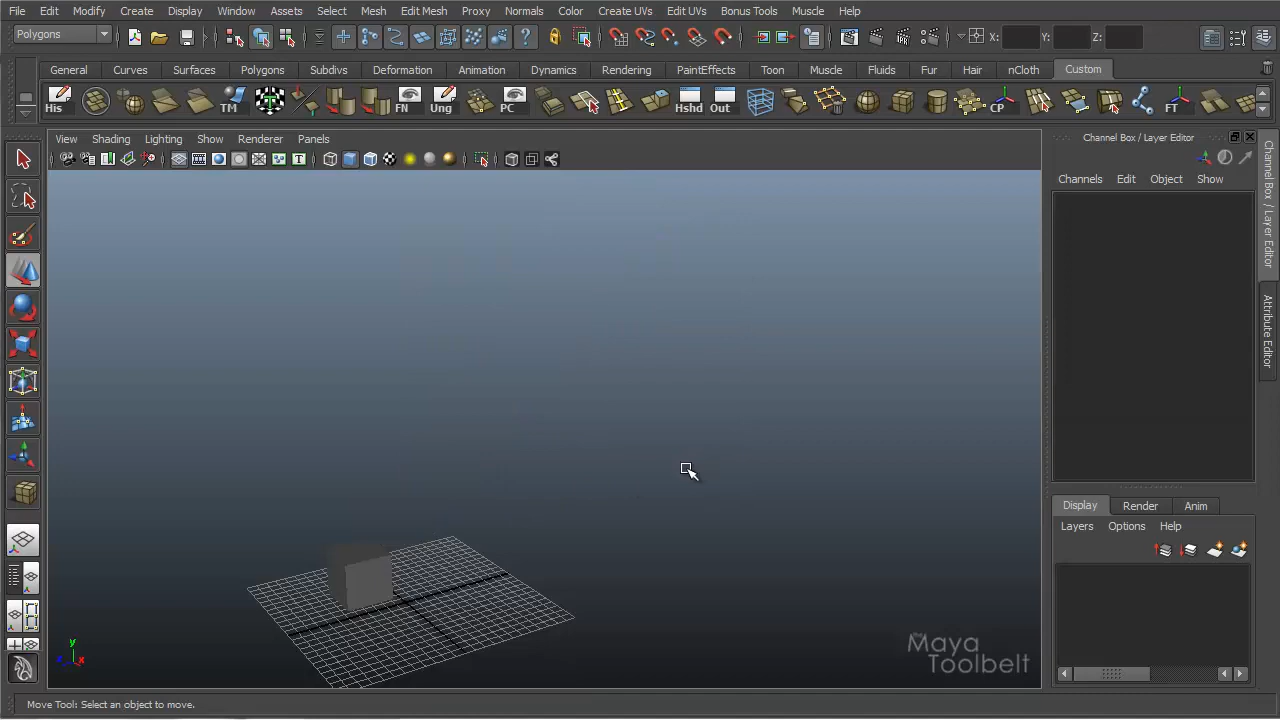 File Edit Modify Create Display Window Assets Select Mesh Edit Mesh Proxy Normals Color Create UVs Edit UVs Bonus Tools Muscle Help
Polygons X: Y: Z:
General Curves Surfaces Polygons Subdivs Deformation Animation Dynamics Rendering PaintEffects Toon Muscle Fluids Fur Hair nCloth Custom
His TM FN Ung PC Hshd Out CP FT
View Shading Lighting Show Renderer Panels
Channel Box / Layer Editor
Channels Edit Object Show
Channel Box / Layer Editor
Attribute Editor
Display Render Anim
Layers Options Help
y
z x
The Maya Toolbelt
Move Tool: Select an object to move.